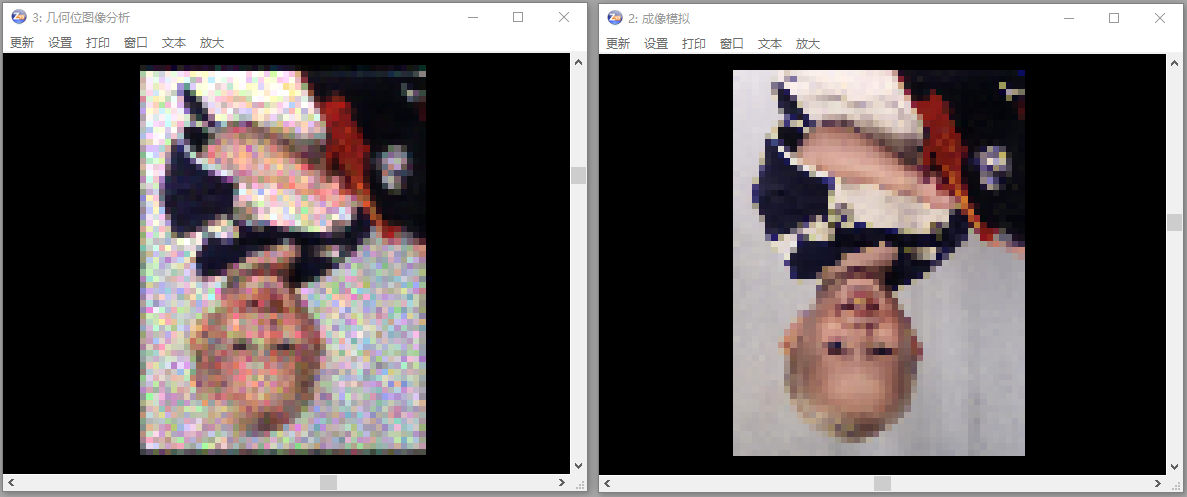 3: 几何位图像分析
更新 设置 打印 窗口 文本 放大
2: 成像模拟
更新 设置 打印 窗口 文本 放大